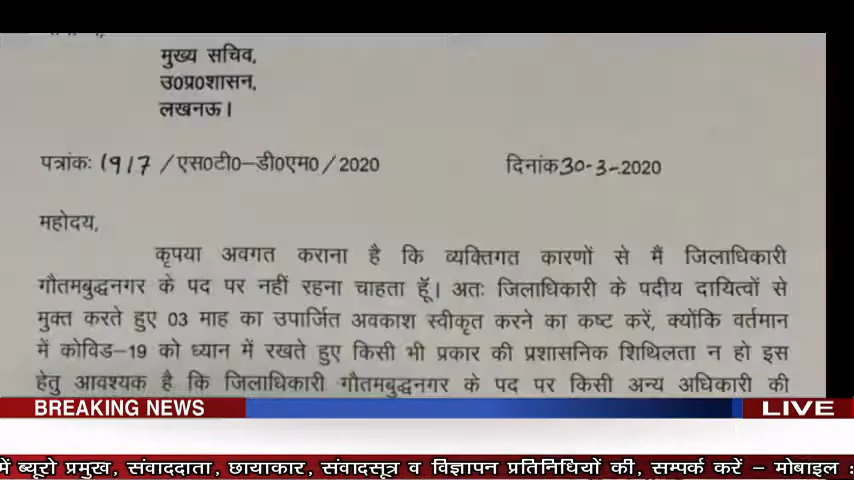 मुख्य सचिव,
उ0प्र0शासन,
लखनऊ।
पत्रांकः 1917 / एस0टी0–डी0एम0 / 2020 दिनांक 30-3-2020
महोदय,
कृपया अवगत कराना है कि व्यक्तिगत कारणों से मैं जिलाधिकारी
गौतमबुद्धनगर के पद पर नहीं रहना चाहता हूँ। अतः जिलाधिकारी के पदीय दायित्वों से
मुक्त करते हुए 03 माह का उपार्जित अवकाश स्वीकृत करने का कष्ट करें, क्योंकि वर्तमान
में कोविड–19 को ध्यान में रखते हुए किसी भी प्रकार की प्रशासनिक शिथिलता न हो इस
हेतु आवश्यक है कि जिलाधिकारी गौतमबुद्धनगर के पद पर किसी अन्य अधिकारी की
BREAKING NEWS LIVE
में ब्यूरो प्रमुख, संवाददाता, छायाकार, संवादसूत्र व विज्ञापन प्रतिनिधियों की, सम्पर्क करें – मोबाइल :